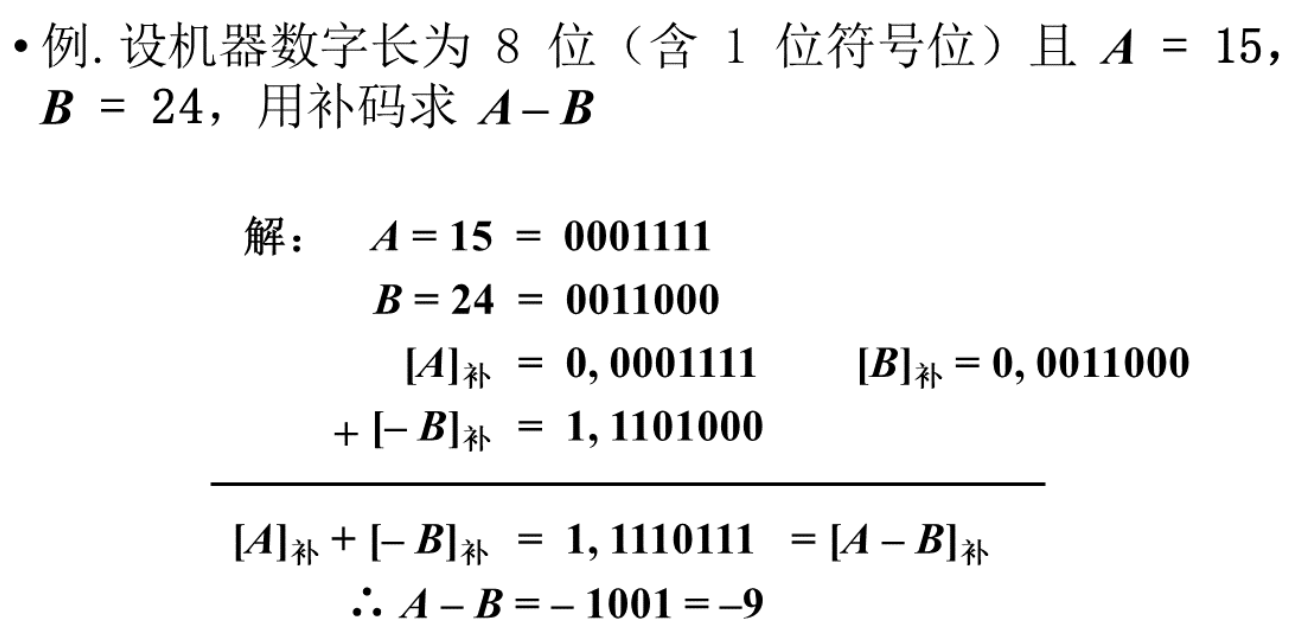 • 例. 设机器数字长为 8 位（含 1 位符号位）且 A = 15，
B = 24，用补码求 A – B
解： A = 15 = 0001111
B = 24 = 0011000
[A]补 = 0, 0001111 [B]补 = 0, 0011000
+ [– B]补 = 1, 1101000
[A]补 + [– B]补 = 1, 1110111 = [A – B]补
∴ A – B = – 1001 = –9